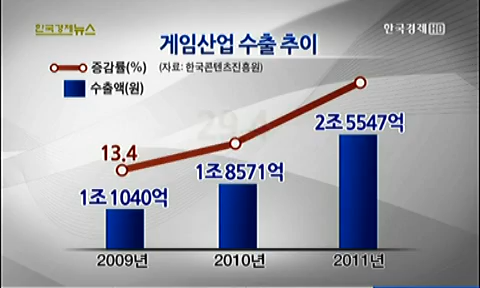 한국경제뉴스
한국경제HD
게임산업 수출 추이
증감률(%)
(자료: 한국콘텐츠진흥원)
수출액(원)
13.4
1조 1040억
1조 8571억
2조 5547억
2009년
2010년
2011년